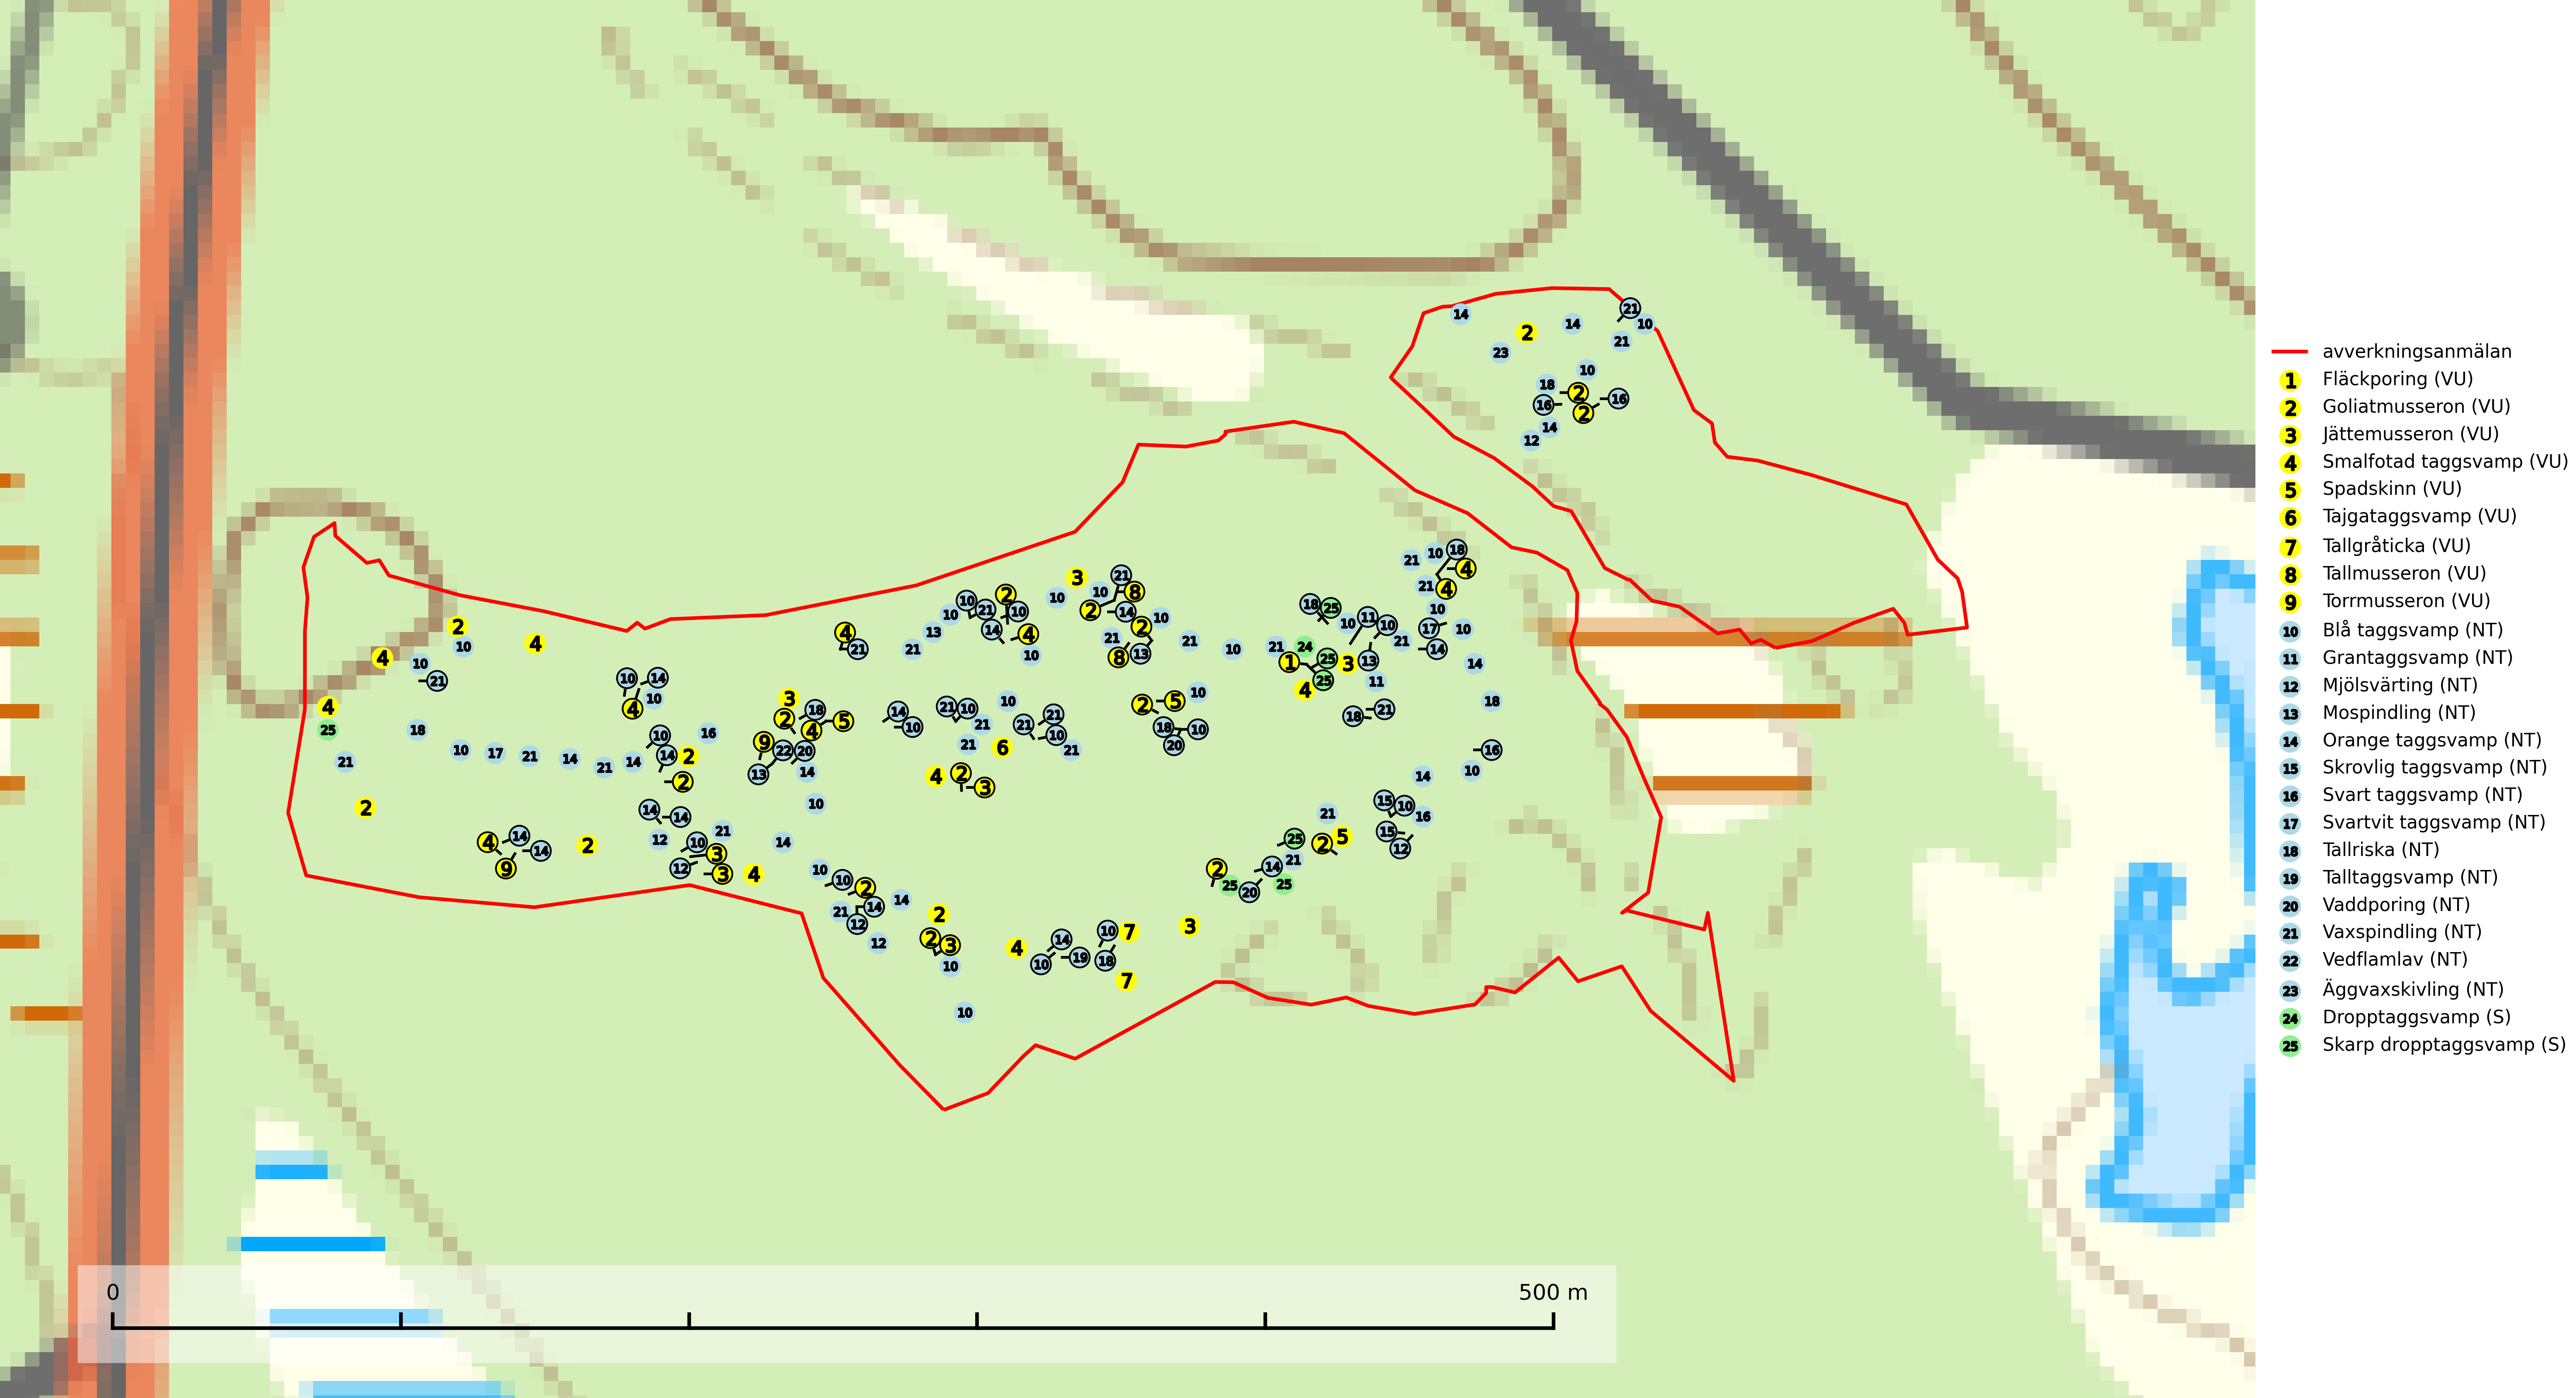 avverkningsanmälan
1 Fläckporing (VU)
2 Goliatmusseron (VU)
3 Jättemusseron (VU)
4 Smalfotad taggsvamp (VU)
5 Spadskinn (VU)
6 Tajgataggsvamp (VU)
7 Tallgråticka (VU)
8 Tallmusseron (VU)
9 Torrmusseron (VU)
10 Blå taggsvamp (NT)
11 Grantaggsvamp (NT)
12 Mjölsvärting (NT)
13 Mospindling (NT)
14 Orange taggsvamp (NT)
15 Skrovlig taggsvamp (NT)
16 Svart taggsvamp (NT)
17 Svartvit taggsvamp (NT)
18 Tallriska (NT)
19 Talltaggsvamp (NT)
20 Vaddporing (NT)
21 Vaxspindling (NT)
22 Vedflamlav (NT)
23 Äggvaxskivling (NT)
24 Dropptaggsvamp (S)
25 Skarp dropptaggsvamp (S)
0 500 m